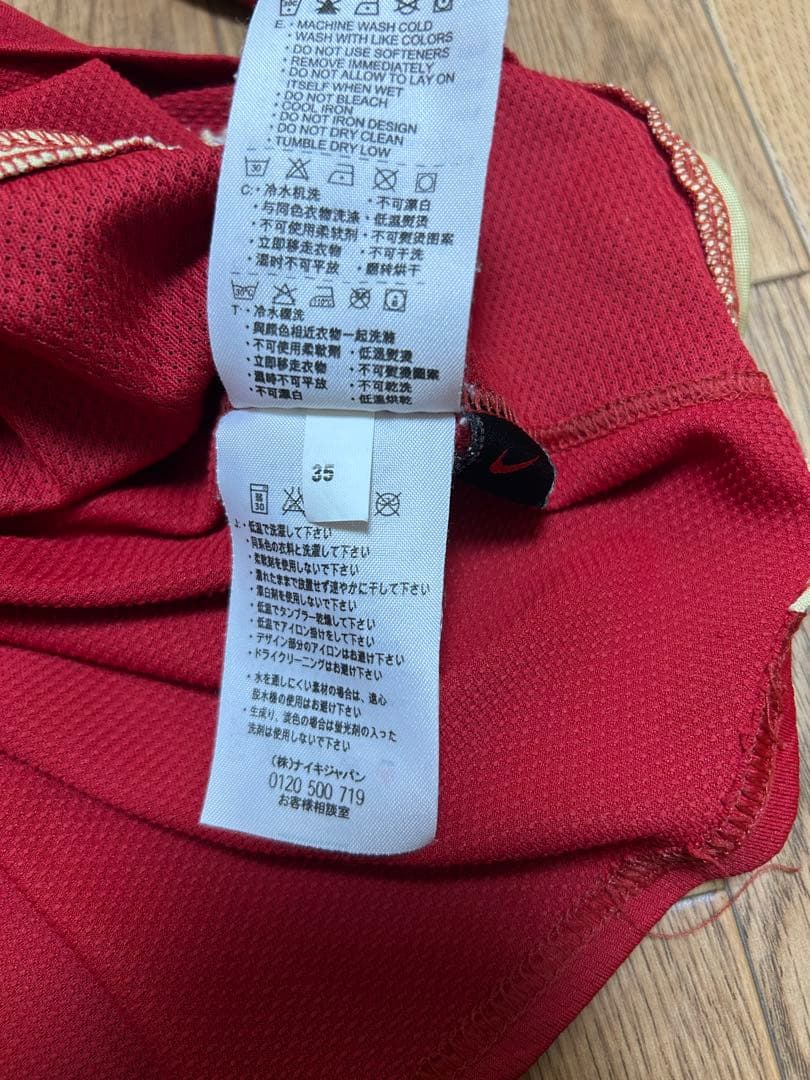 E. · MACHINE WASH COLD
· WASH WITH LIKE COLORS
· DO NOT USE SOFTENERS
· REMOVE IMMEDIATELY
· DO NOT ALLOW TO LAY ON
ITSELF WHEN WET
· DO NOT BLEACH
· COOL IRON
· DO NOT IRON DESIGN
· DO NOT DRY CLEAN
· TUMBLE DRY LOW
30
C: · 冷水机洗 · 不可漂白
· 与同色衣物洗涤 · 低温熨烫
· 不可使用柔软剂 · 不可熨烫图案
· 立即移走衣物 · 不可干洗
· 湿时不可平放 · 翻转烘干
30℃
T · 冷水機洗
· 與顏色相近衣物一起洗滌
· 不可使用柔軟劑 · 低溫熨燙
· 立即移走衣物 · 不可熨燙圖案
· 濕時不可平放 · 不可乾洗
· 不可漂白 · 低温烘乾
35
弱
30
J: · 低温で洗濯して下さい
· 同系色の衣料と洗濯して下さい
· 柔軟剤を使用しないで下さい
· 濡れたままで放置せず速やかに干して下さい
· 漂白剤を使用しないで下さい
· 低温でタンブラー乾燥して下さい
· 低温でアイロン掛けをして下さい
· デザイン部分のアイロンはお避け下さい
· ドライクリーニングはお避け下さい
· 水を通しにくい素材の場合は、遠心
脱水機の使用はお避け下さい
· 生成り、淡色の場合は蛍光剤の入った
洗剤は使用しないで下さい
(株)ナイキジャパン
0120 500 719
お客様相談室